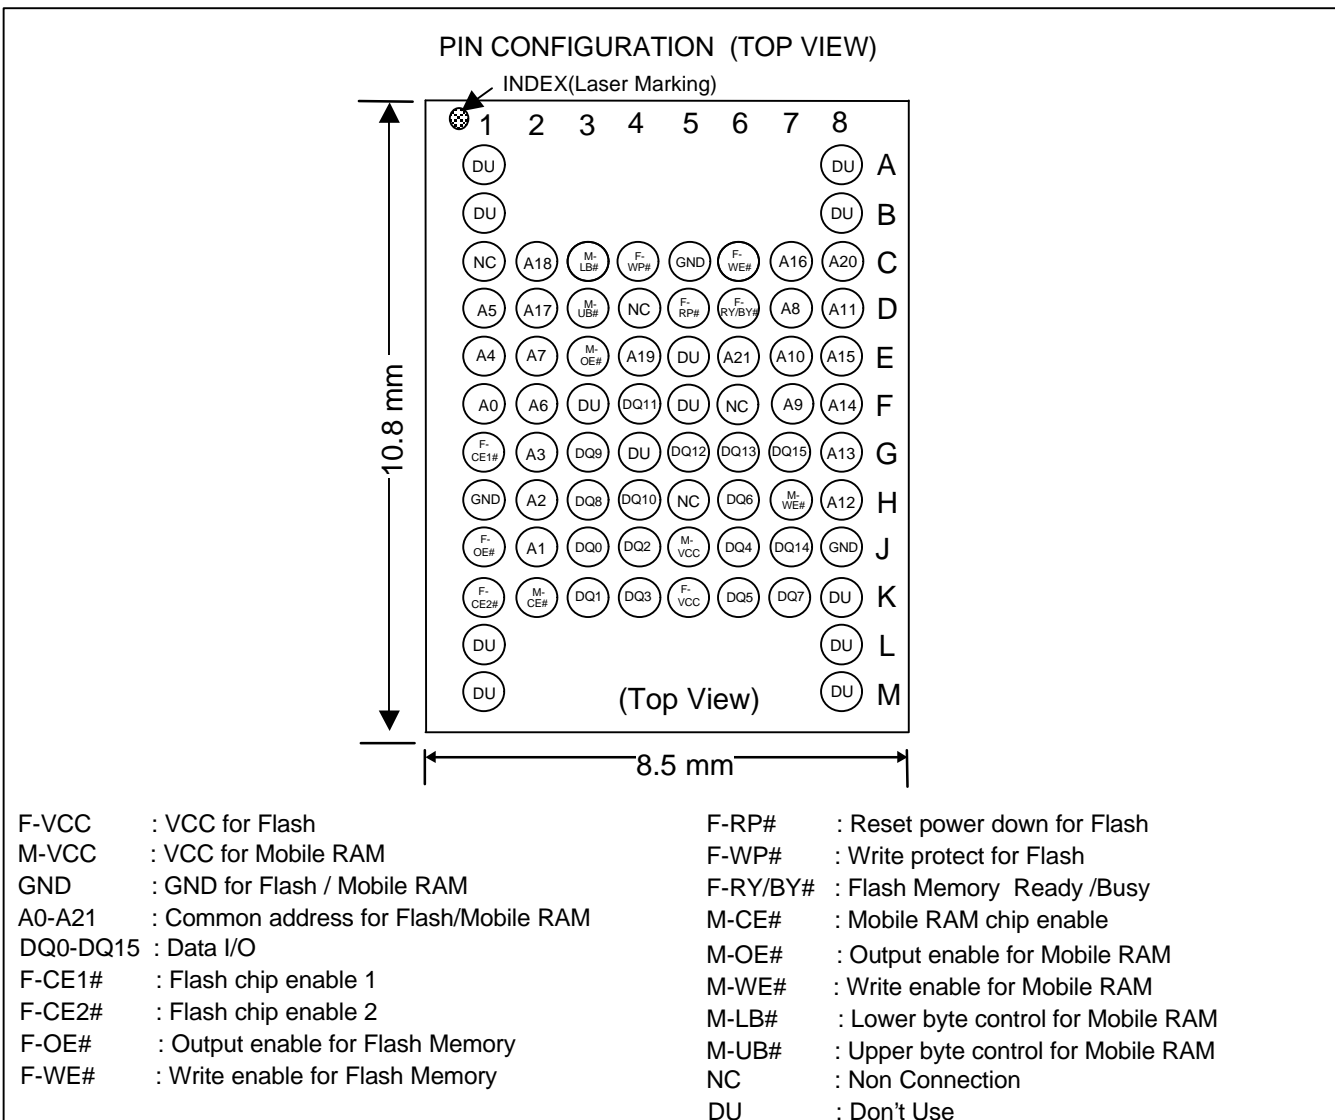 PIN CONFIGURATION (TOP VIEW)
INDEX(Laser Marking)
1 2 3 4 5 6 7 8
DU DU A
DU DU B
NC A18 M-LB# F-WP# GND F-WE# A16 A20 C
A5 A17 M-UB# NC F-RP# F-RY/BY# A8 A11 D
A4 A7 M-OE# A19 DU A21 A10 A15 E
A0 A6 DU DQ11 DU NC A9 A14 F
F-CE1# A3 DQ9 DU DQ12 DQ13 DQ15 A13 G
GND A2 DQ8 DQ10 NC DQ6 M-WE# A12 H
F-OE# A1 DQ0 DQ2 M-VCC DQ4 DQ14 GND J
F-CE2# M-CE# DQ1 DQ3 F-VCC DQ5 DQ7 DU K
DU DU L
DU (Top View) DU M
10.8 mm
8.5 mm
F-VCC : VCC for Flash
M-VCC : VCC for Mobile RAM
GND : GND for Flash / Mobile RAM
A0-A21 : Common address for Flash/Mobile RAM
DQ0-DQ15 : Data I/O
F-CE1# : Flash chip enable 1
F-CE2# : Flash chip enable 2
F-OE# : Output enable for Flash Memory
F-WE# : Write enable for Flash Memory
F-RP# : Reset power down for Flash
F-WP# : Write protect for Flash
F-RY/BY# : Flash Memory Ready /Busy
M-CE# : Mobile RAM chip enable
M-OE# : Output enable for Mobile RAM
M-WE# : Write enable for Mobile RAM
M-LB# : Lower byte control for Mobile RAM
M-UB# : Upper byte control for Mobile RAM
NC : Non Connection
DU : Don't Use